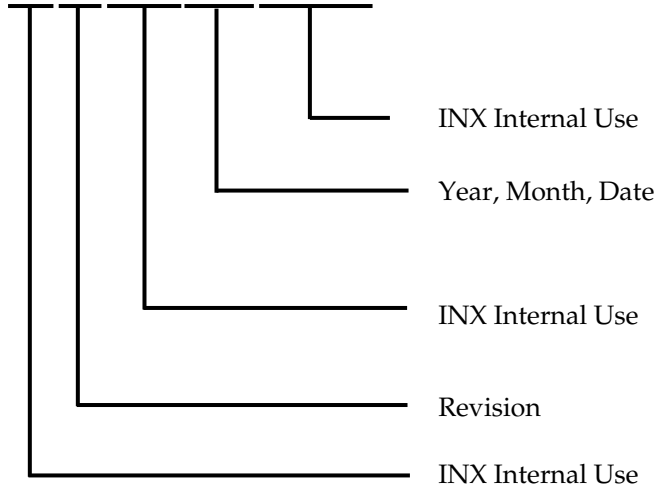 INX Internal Use
Year, Month, Date
INX Internal Use
Revision
INX Internal Use